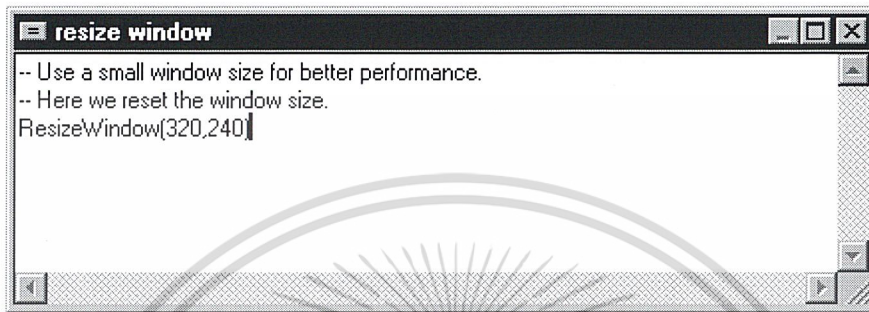 resize window
-- Use a small window size for better performance.
-- Here we reset the window size.
ResizeWindow(320,240)